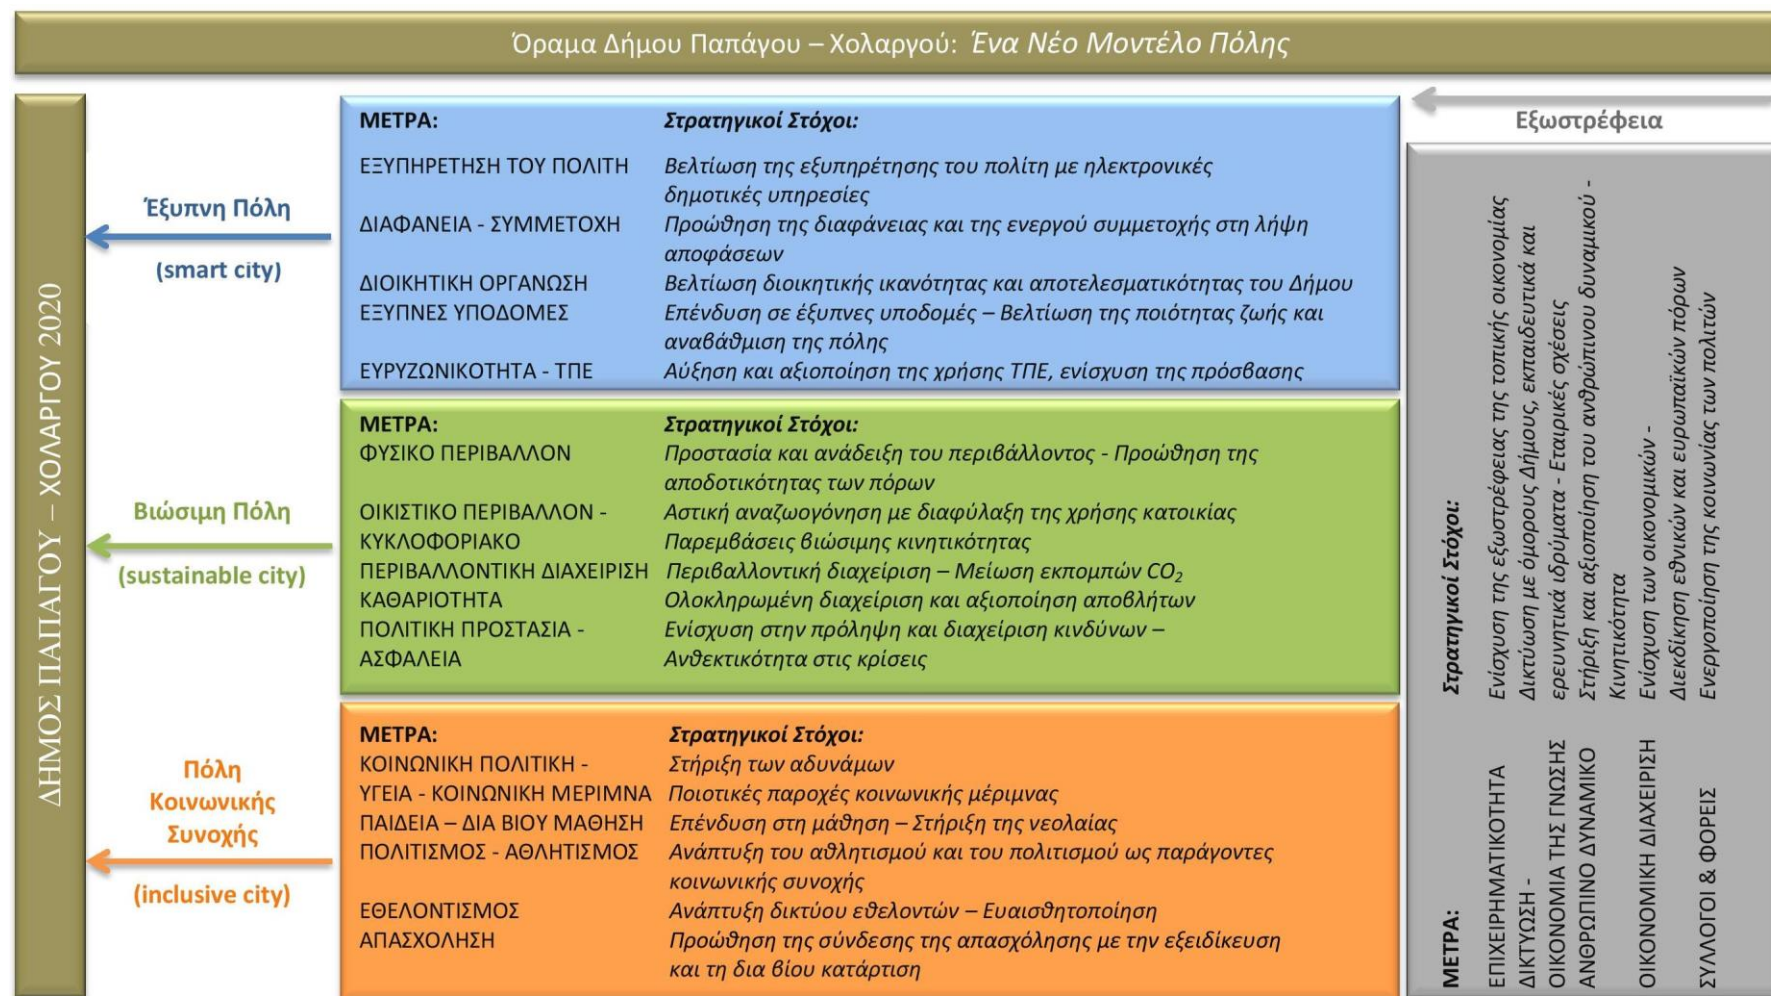 Όραμα Δήμου Παπάγου – Χολαργού: Ένα Νέο Μοντέλο Πόλης
ΔΗΜΟΣ ΠΑΠΑΓΟΥ – ΧΟΛΑΡΓΟΥ 2020
Έξυπνη Πόλη
(smart city)
ΜΕΤΡΑ: Στρατηγικοί Στόχοι:
ΕΞΥΠΗΡΕΤΗΣΗ ΤΟΥ ΠΟΛΙΤΗ Βελτίωση της εξυπηρέτησης του πολίτη με ηλεκτρονικές
δημοτικές υπηρεσίες
ΔΙΑΦΑΝΕΙΑ - ΣΥΜΜΕΤΟΧΗ Προώθηση της διαφάνειας και της ενεργού συμμετοχής στη λήψη
αποφάσεων
ΔΙΟΙΚΗΤΙΚΗ ΟΡΓΑΝΩΣΗ Βελτίωση διοικητικής ικανότητας και αποτελεσματικότητας του Δήμου
ΕΞΥΠΝΕΣ ΥΠΟΔΟΜΕΣ Επένδυση σε έξυπνες υποδομές – Βελτίωση της ποιότητας ζωής και
αναβάθμιση της πόλης
ΕΥΡΥΖΩΝΙΚΟΤΗΤΑ - ΤΠΕ Αύξηση και αξιοποίηση της χρήσης ΤΠΕ, ενίσχυση της πρόσβασης
Βιώσιμη Πόλη
(sustainable city)
ΜΕΤΡΑ: Στρατηγικοί Στόχοι:
ΦΥΣΙΚΟ ΠΕΡΙΒΑΛΛΟΝ Προστασία και ανάδειξη του περιβάλλοντος - Προώθηση της
αποδοτικότητας των πόρων
ΟΙΚΙΣΤΙΚΟ ΠΕΡΙΒΑΛΛΟΝ - Αστική αναζωογόνηση με διαφύλαξη της χρήσης κατοικίας
ΚΥΚΛΟΦΟΡΙΑΚΟ Παρεμβάσεις βιώσιμης κινητικότητας
ΠΕΡΙΒΑΛΛΟΝΤΙΚΗ ΔΙΑΧΕΙΡΙΣΗ Περιβαλλοντική διαχείριση – Μείωση εκπομπών CO₂
ΚΑΘΑΡΙΟΤΗΤΑ Ολοκληρωμένη διαχείριση και αξιοποίηση αποβλήτων
ΠΟΛΙΤΙΚΗ ΠΡΟΣΤΑΣΙΑ - Ενίσχυση στην πρόληψη και διαχείριση κινδύνων –
ΑΣΦΑΛΕΙΑ Ανθεκτικότητα στις κρίσεις
Πόλη
Κοινωνικής
Συνοχής
(inclusive city)
ΜΕΤΡΑ: Στρατηγικοί Στόχοι:
ΚΟΙΝΩΝΙΚΗ ΠΟΛΙΤΙΚΗ - Στήριξη των αδυνάμων
ΥΓΕΙΑ - ΚΟΙΝΩΝΙΚΗ ΜΕΡΙΜΝΑ Ποιοτικές παροχές κοινωνικής μέριμνας
ΠΑΙΔΕΙΑ – ΔΙΑ ΒΙΟΥ ΜΑΘΗΣΗ Επένδυση στη μάθηση – Στήριξη της νεολαίας
ΠΟΛΙΤΙΣΜΟΣ - ΑΘΛΗΤΙΣΜΟΣ Ανάπτυξη του αθλητισμού και του πολιτισμού ως παράγοντες
κοινωνικής συνοχής
ΕΘΕΛΟΝΤΙΣΜΟΣ Ανάπτυξη δικτύου εθελοντών – Ευαισθητοποίηση
ΑΠΑΣΧΟΛΗΣΗ Προώθηση της σύνδεσης της απασχόλησης με την εξειδίκευση
και τη δια βίου κατάρτιση
Εξωστρέφεια
ΜΕΤΡΑ: Στρατηγικοί Στόχοι:
ΕΠΙΧΕΙΡΗΜΑΤΙΚΟΤΗΤΑ Ενίσχυση της εξωστρέφειας της τοπικής οικονομίας
ΔΙΚΤΥΩΣΗ - Δικτύωση με όμορους Δήμους, εκπαιδευτικά και
ΟΙΚΟΝΟΜΙΑ ΤΗΣ ΓΝΩΣΗΣ ερευνητικά ιδρύματα - Εταιρικές σχέσεις
ΑΝΘΡΩΠΙΝΟ ΔΥΝΑΜΙΚΟ Στήριξη και αξιοποίηση του ανθρώπινου δυναμικού -
Κινητικότητα
ΟΙΚΟΝΟΜΙΚΗ ΔΙΑΧΕΙΡΙΣΗ Ενίσχυση των οικονομικών -
Διεκδίκηση εθνικών και ευρωπαϊκών πόρων
ΣΥΛΛΟΓΟΙ & ΦΟΡΕΙΣ Ενεργοποίηση της κοινωνίας των πολιτών